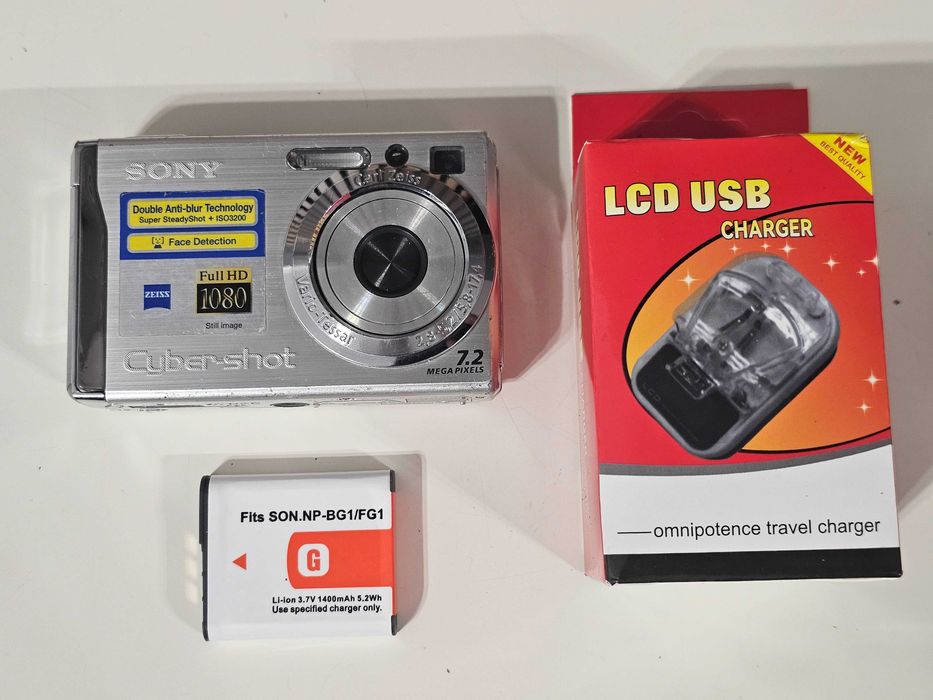 SONY
Double Anti-blur Technology
Super SteadyShot + ISO3200
Face Detection
Full HD
1080
ZEISS
Still image
Cyber-shot
Carl Zeiss
Vario-Tessar
7.2
MEGA PIXELS
NEW
BEST QUALITY
LCD USB
CHARGER
LCD
omnipotence travel charger
Fits SON.NP-BG1/FG1
G
Li-ion 3.7V 1400mAh 5.2Wh
Use specified charger only.